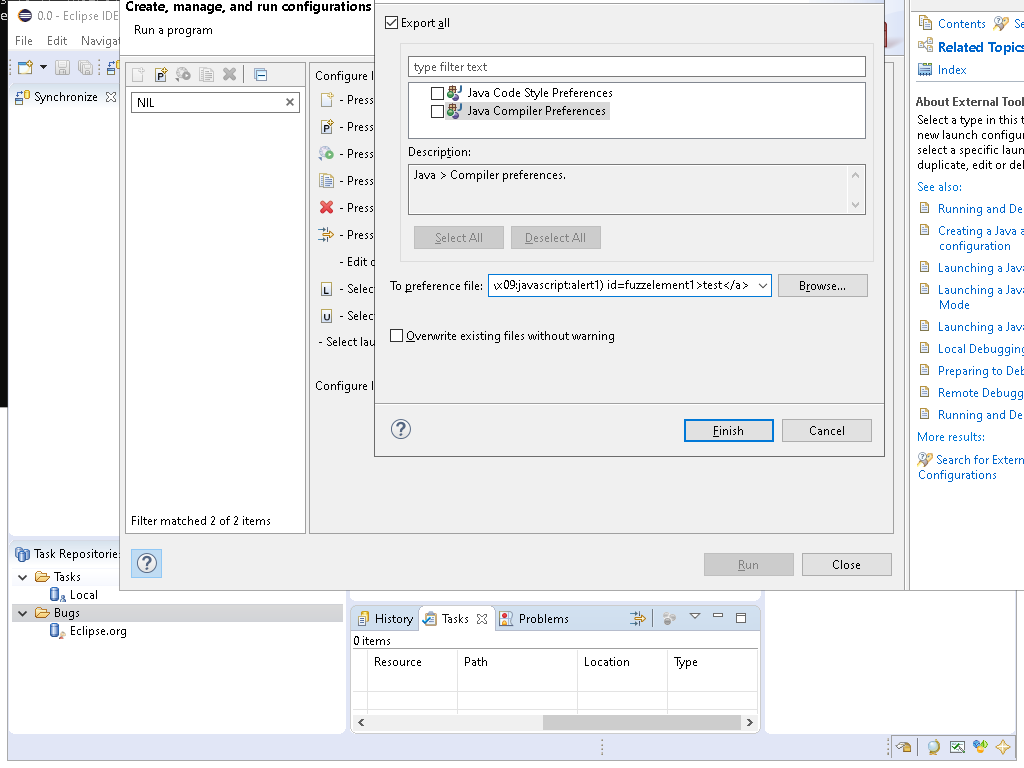 0.0 - Eclipse IDE
File Edit Navigat
Synchronize
Create, manage, and run configurations
Run a program
NIL
Filter matched 2 of 2 items
Configure l
- Press
- Press
- Press
- Press
- Press
- Press
- Edit c
- Selec
- Selec
- Select lau
Configure l
Export all
type filter text
Java Code Style Preferences
Java Compiler Preferences
Description:
Java > Compiler preferences.
Select All Deselect All
To preference file: \x09:javascript:alert1) id=fuzzelement1>test</a> Browse...
Overwrite existing files without warning
Finish Cancel
Run Close
Contents Se
Related Topics
Index
About External Tool
Select a type in this t
new launch configur
select a specific laun
duplicate, edit or del
See also:
Running and De
Creating a Java a
configuration
Launching a Java
Launching a Java
Mode
Launching a Java
Local Debugging
Preparing to Deb
Remote Debugg
Running and De
More results:
Search for Extern
Configurations
Task Repositorie
Tasks
Local
Bugs
Eclipse.org
History Tasks Problems
0 items
Resource Path Location Type